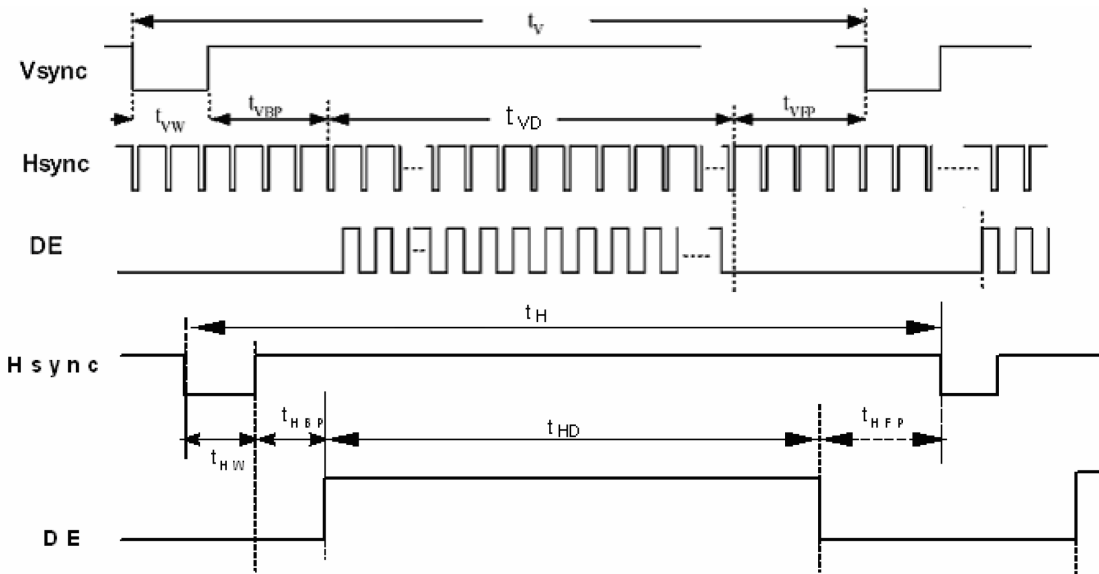 tV
Vsync
tVW tVBP tVD tVFP
Hsync
DE
tH
Hsync
tHW tHBP tHD tHFP
DE